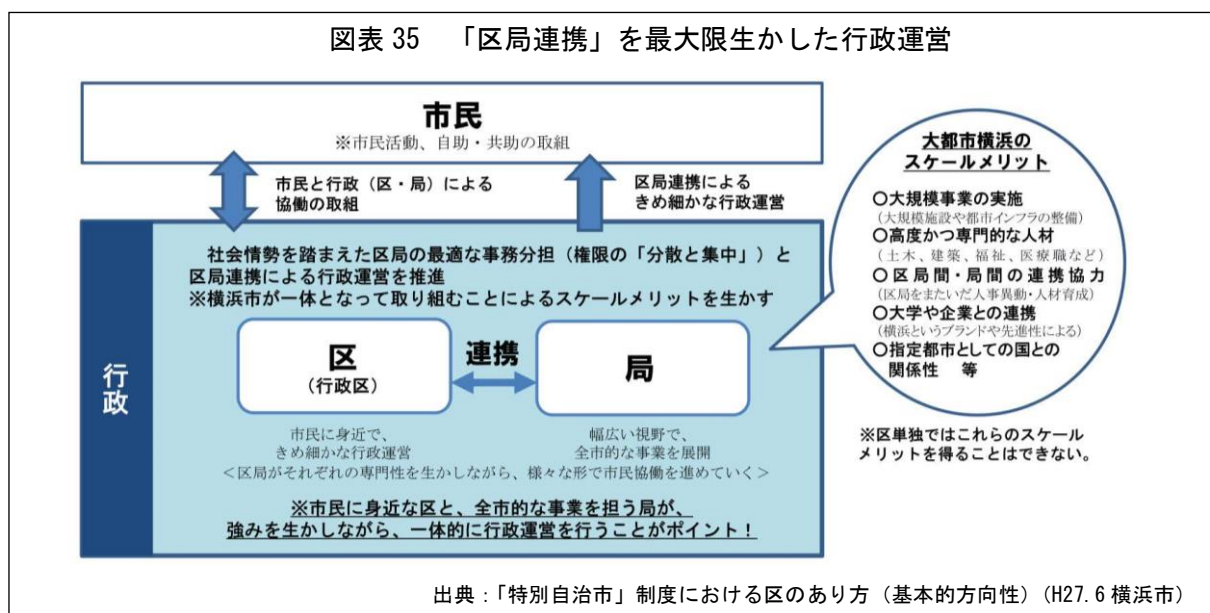 図表 35　「区局連携」を最大限生かした行政運営
市民
※市民活動、自助・共助の取組
市民と行政（区・局）による
協働の取組
区局連携による
きめ細かな行政運営
行政
社会情勢を踏まえた区局の最適な事務分担（権限の「分散と集中」）と
区局連携による行政運営を推進
※横浜市が一体となって取り組むことによるスケールメリットを生かす
区
（行政区）
連携
局
市民に身近で、
きめ細かな行政運営
幅広い視野で、
全市的な事業を展開
＜区局がそれぞれの専門性を生かしながら、様々な形で市民協働を進めていく＞
※市民に身近な区と、全市的な事業を担う局が、
強みを生かしながら、一体的に行政運営を行うことがポイント！
大都市横浜の
スケールメリット
○大規模事業の実施
（大規模施設や都市インフラの整備）
○高度かつ専門的な人材
（土木、建築、福祉、医療職など）
○区局間・局間の連携協力
（区局をまたいだ人事異動・人材育成）
○大学や企業との連携
（横浜というブランドや先進性による）
○指定都市としての国との
関係性　等
※区単独ではこれらのスケール
メリットを得ることはできない。
出典：「特別自治市」制度における区のあり方（基本的方向性）（H27.6 横浜市）